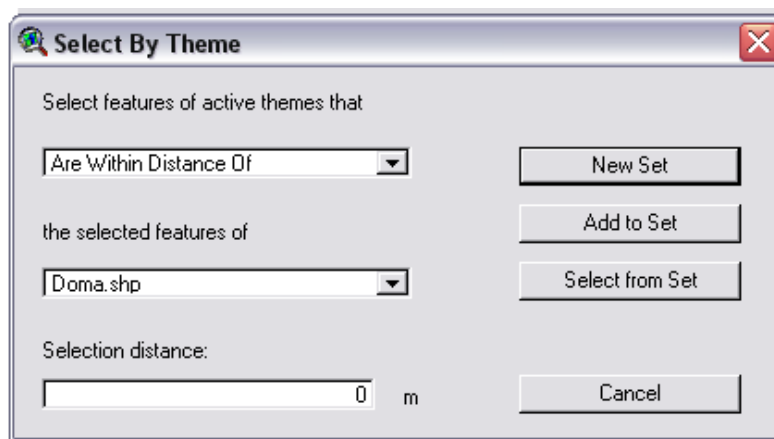 Select By Theme
Select features of active themes that
Are Within Distance Of
New Set
Add to Set
the selected features of
Doma.shp
Select from Set
Selection distance:
0 m
Cancel